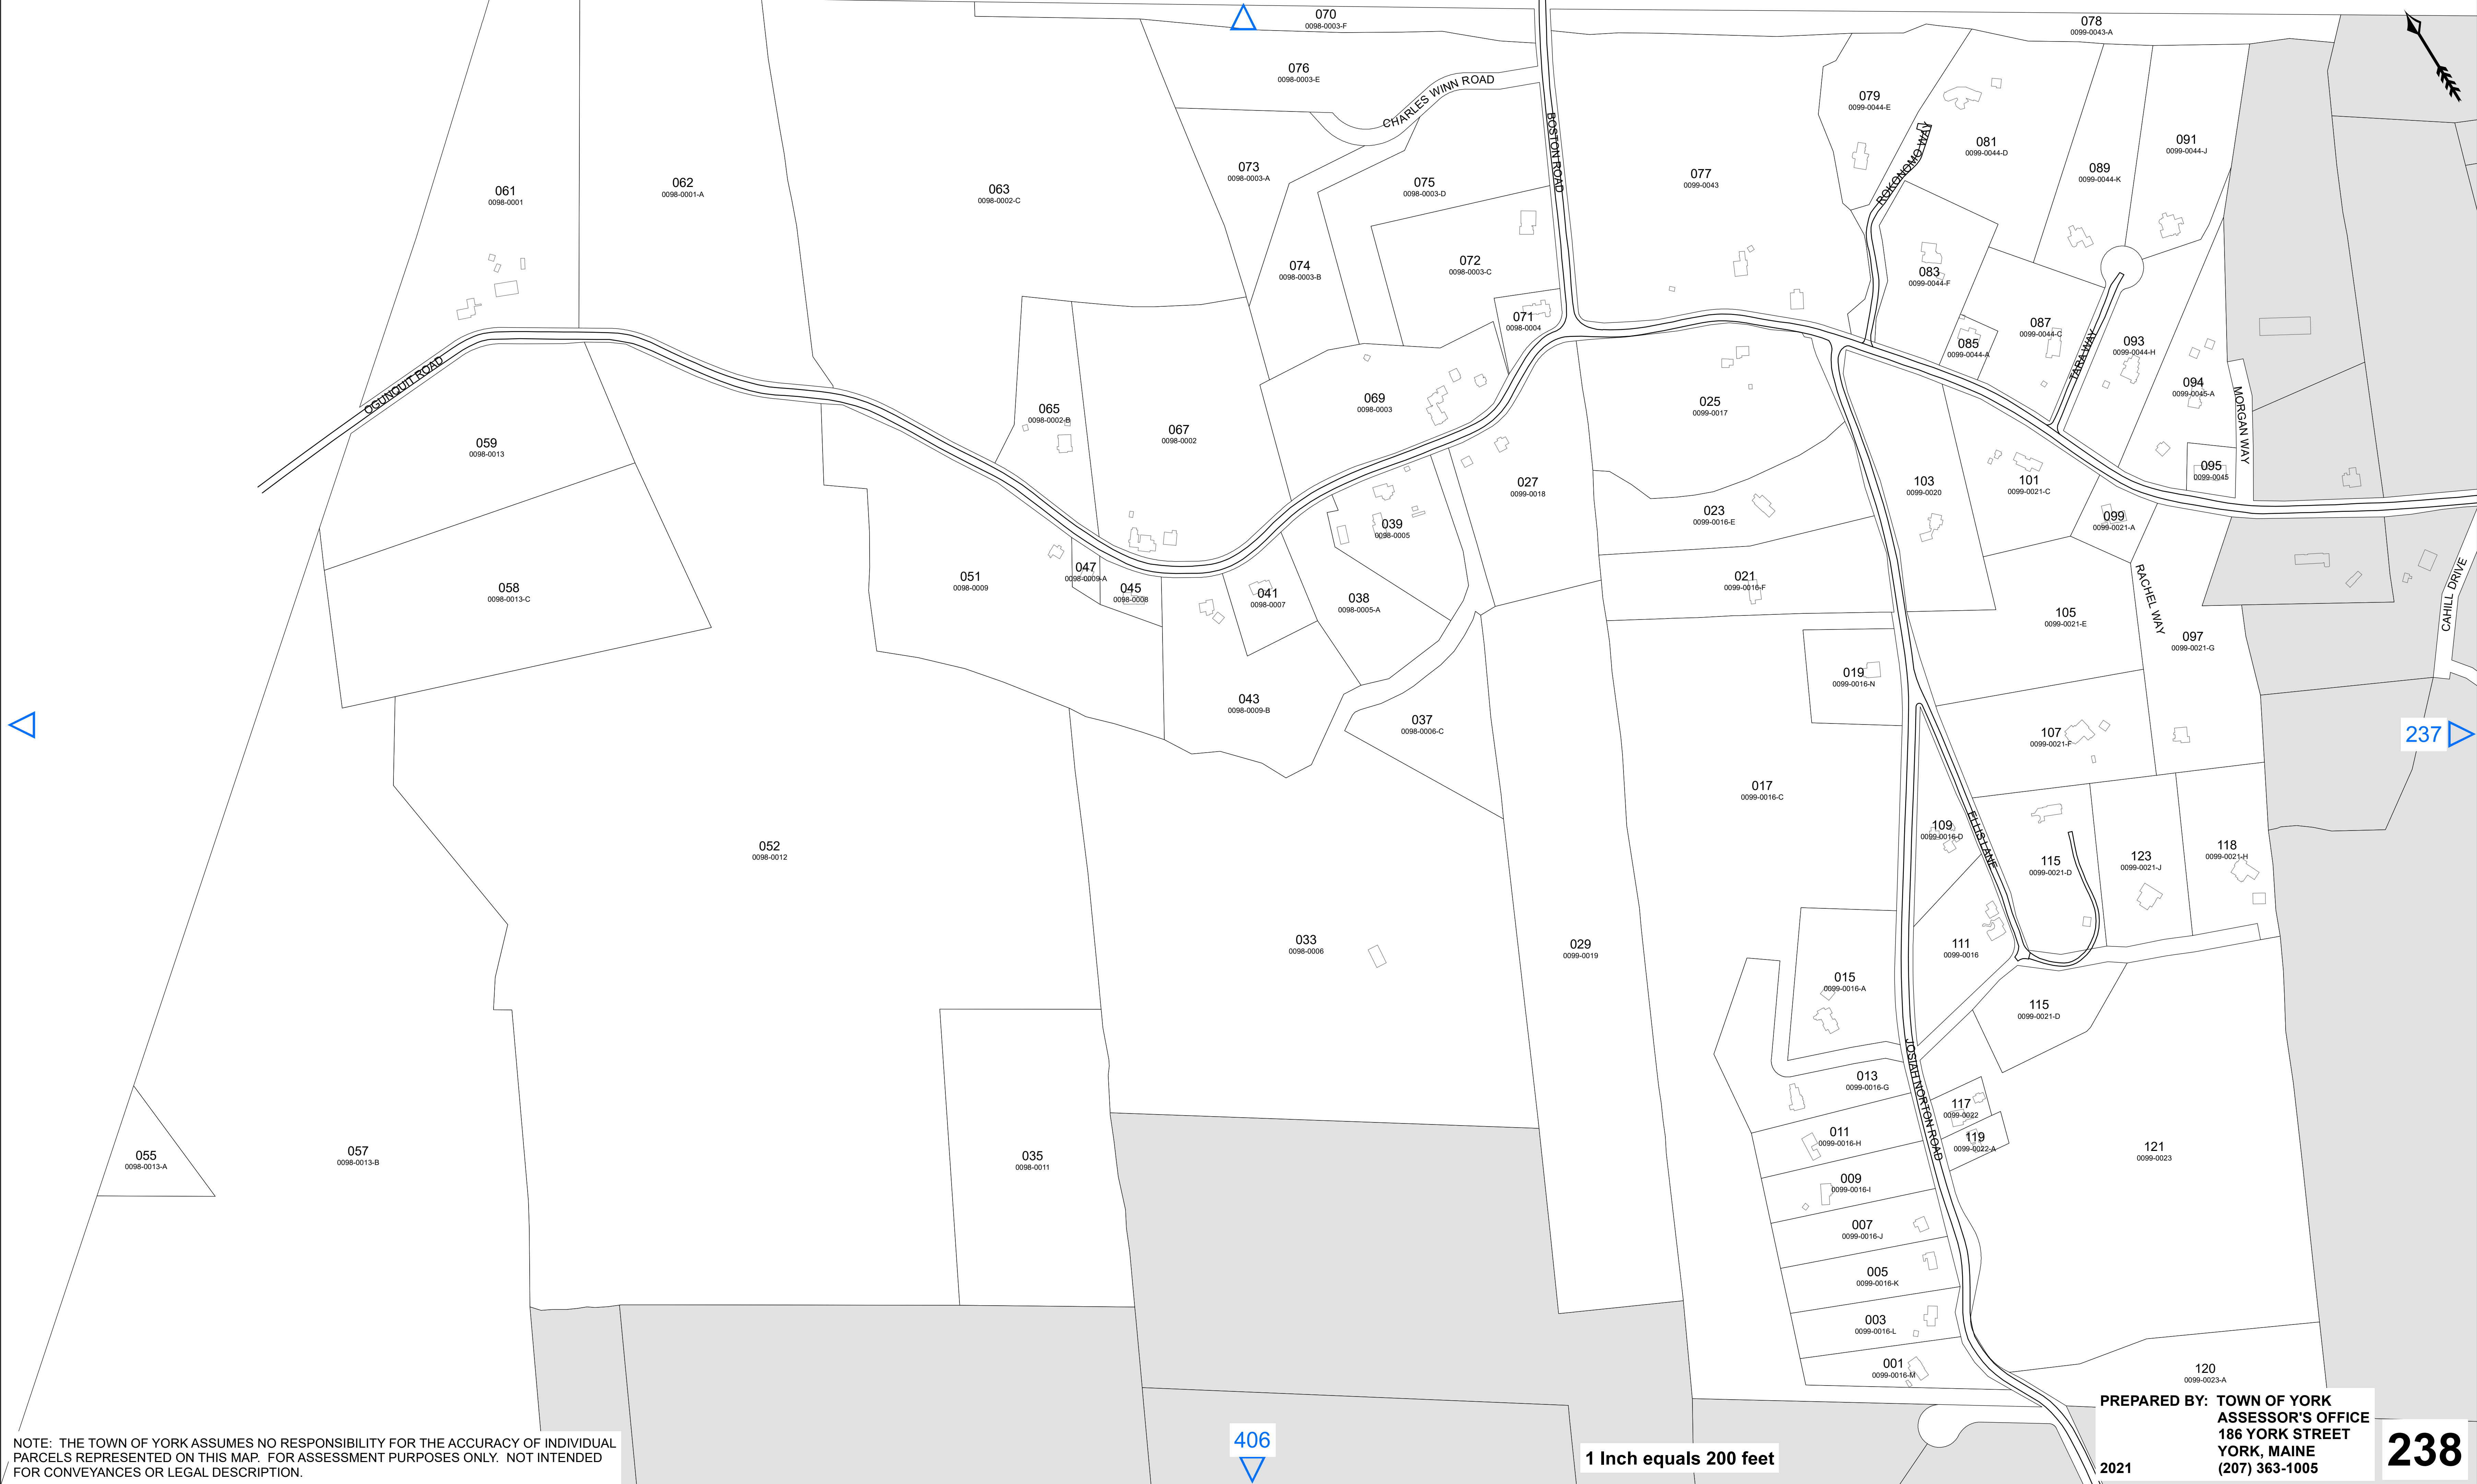 070
0098-0003-F
078
0099-0043-A
076
0098-0003-E
CHARLES WINN ROAD
BOSTON ROAD
079
0099-0044-E
ROKONOMO WAY
081
0099-0044-D
091
0099-0044-J
089
0099-0044-K
061
0098-0001
062
0098-0001-A
063
0098-0002-C
073
0098-0003-A
075
0098-0003-D
077
0099-0043
074
0098-0003-B
072
0098-0003-C
083
0099-0044-F
071
0098-0004
087
0099-0044-C
085
0099-0044-A
TARA WAY
093
0099-0044-H
094
0099-0045-A
MORGAN WAY
OGUNQUIT ROAD
065
0098-0002-B
069
0098-0003
025
0099-0017
067
0098-0002
059
0098-0013
095
0099-0045
027
0099-0018
103
0099-0020
101
0099-0021-C
023
0099-0016-E
099
0099-0021-A
039
0098-0005
058
0098-0013-C
051
0098-0009
047
0098-0009-A
045
0098-0008
041
0098-0007
038
0098-0005-A
021
0099-0016-F
105
0099-0021-E
RACHEL WAY
097
0099-0021-G
CAHILL DRIVE
019
0099-0016-N
043
0098-0009-B
037
0098-0006-C
107
0099-0021-F
237
017
0099-0016-C
109
0099-0016-D
ELLIS LANE
052
0098-0012
115
0099-0021-D
123
0099-0021-J
118
0099-0021-H
033
0098-0006
029
0099-0019
111
0099-0016
015
0099-0016-A
115
0099-0021-D
013
0099-0016-G
JOSIAH NORTON ROAD
117
0099-0022
011
0099-0016-H
119
0099-0022-A
121
0099-0023
055
0098-0013-A
057
0098-0013-B
035
0098-0011
009
0099-0016-I
007
0099-0016-J
005
0099-0016-K
003
0099-0016-L
001
0099-0016-M
120
0099-0023-A
NOTE: THE TOWN OF YORK ASSUMES NO RESPONSIBILITY FOR THE ACCURACY OF INDIVIDUAL
PARCELS REPRESENTED ON THIS MAP. FOR ASSESSMENT PURPOSES ONLY. NOT INTENDED
FOR CONVEYANCES OR LEGAL DESCRIPTION.
406
1 Inch equals 200 feet
PREPARED BY: TOWN OF YORK
ASSESSOR'S OFFICE
186 YORK STREET
YORK, MAINE
2021 (207) 363-1005
238